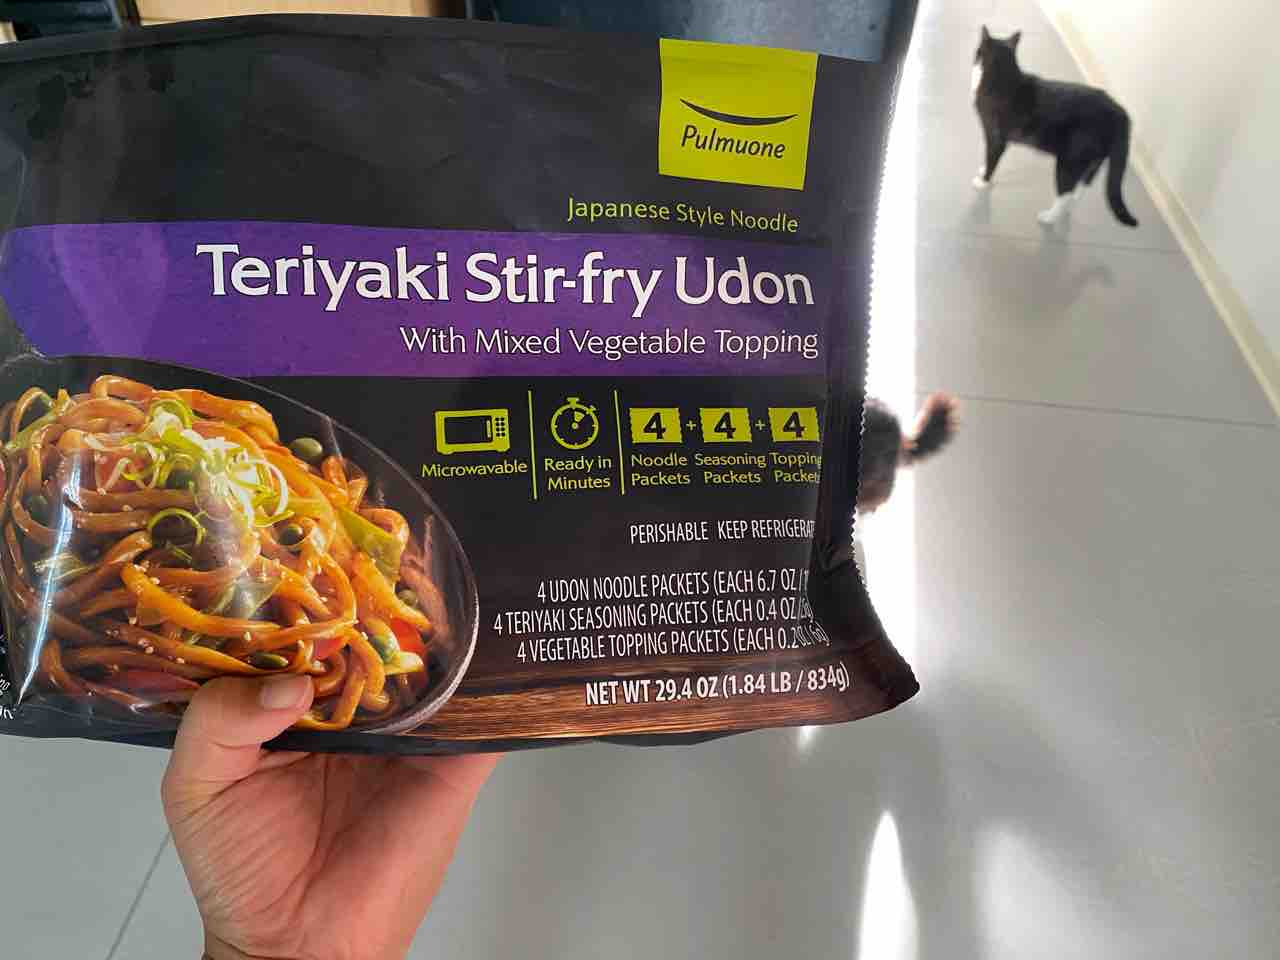 Pulmuone
Japanese Style Noodle
Teriyaki Stir-fry Udon
With Mixed Vegetable Topping
4 + 4 + 4
Microwavable
Ready in
Minutes
Noodle
Packets
Seasoning
Packets
Topping
Packet
PERISHABLE KEEP REFRIGERAT
4 UDON NOODLE PACKETS (EACH 6.7 OZ /
4 TERIYAKI SEASONING PACKETS (EACH 0.4 OZ /
4 VEGETABLE TOPPING PACKETS (EACH 0.2 OZ / 6g)
NET WT 29.4 OZ (1.84 LB / 834g)